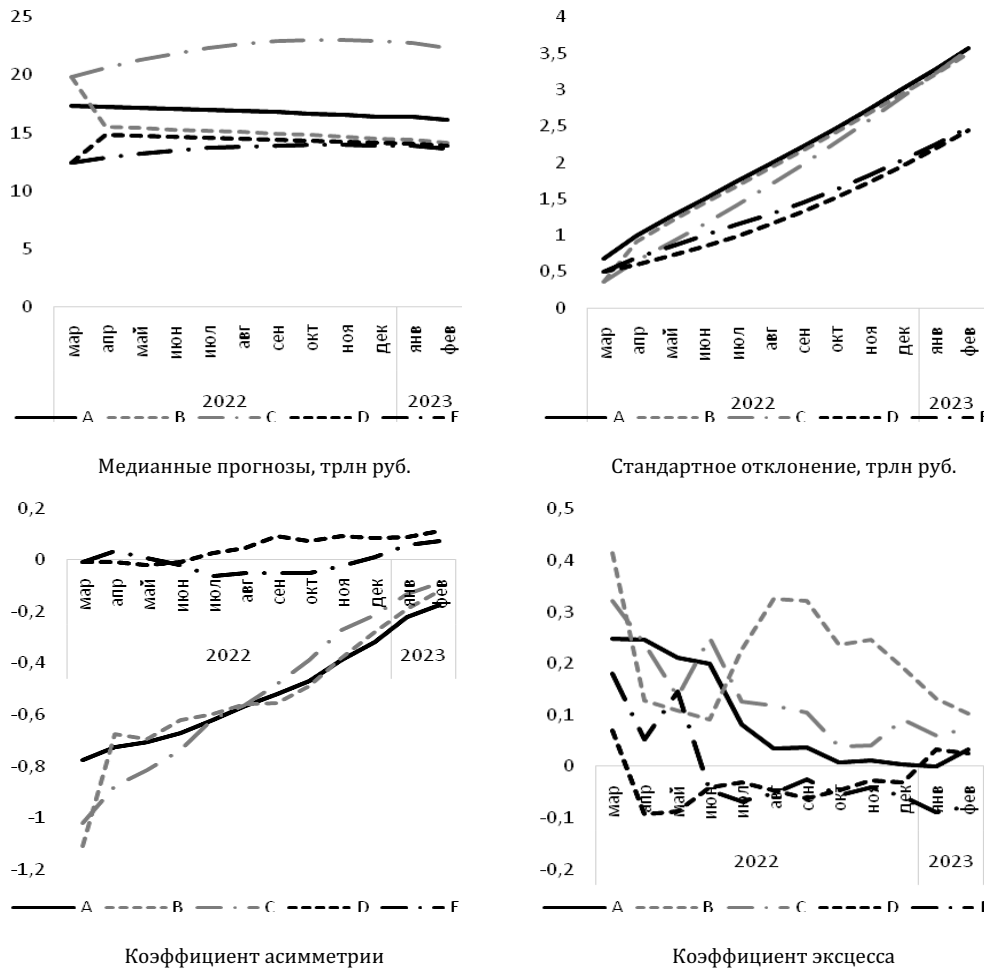 25
20
15
10
5
0
мар
апр
май
июн
июл
авг
сен
окт
ноя
дек
янв
фев
2022
2023
A B C D E
Медианные прогнозы, трлн руб.
4
3,5
3
2,5
2
1,5
1
0,5
0
мар
апр
май
июн
июл
авг
сен
окт
ноя
дек
янв
фев
2022
2023
A B C D
Стандартное отклонение, трлн руб.
0,2
0
-0,2
-0,4
-0,6
-0,8
-1
-1,2
мар
апр
май
июн
июл
авг
сен
окт
ноя
дек
янв
фев
2022
2023
A B C D E
Коэффициент асимметрии
0,5
0,4
0,3
0,2
0,1
0
-0,1
-0,2
мар
апр
май
июн
июл
авг
сен
окт
ноя
дек
янв
фев
2022
2023
A B C D
Коэффициент эксцесса